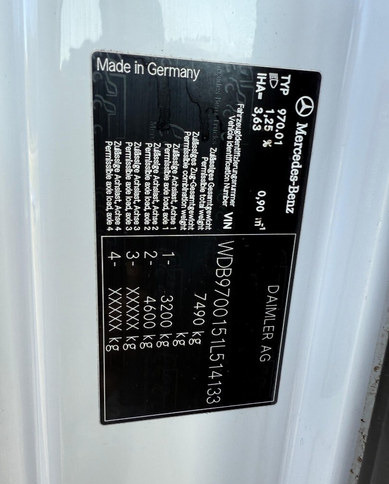 Mercedes-Benz
DAIMLER AG
TYP 970.01
1,25 % 0,90 m⁻¹
IHA= 3,63
Fahrzeugidentifizierungsnummer
Vehicle identification number VIN WDB9700151L514133
Zulässiges Gesamtgewicht
Permissible total weight 7490 kg
Zulässiges Zug-Gesamtgewicht
Permissible combination weight kg
Zulässige Achslast, Achse 1
Permissible axle load, axle 1 1- 3200 kg
Zulässige Achslast, Achse 2
Permissible axle load, axle 2 2- 4600 kg
Zulässige Achslast, Achse 3
Permissible axle load, axle 3 3- XXXXX kg
Zulässige Achslast, Achse 4
Permissible axle load, axle 4 4- XXXXX kg
Made in Germany